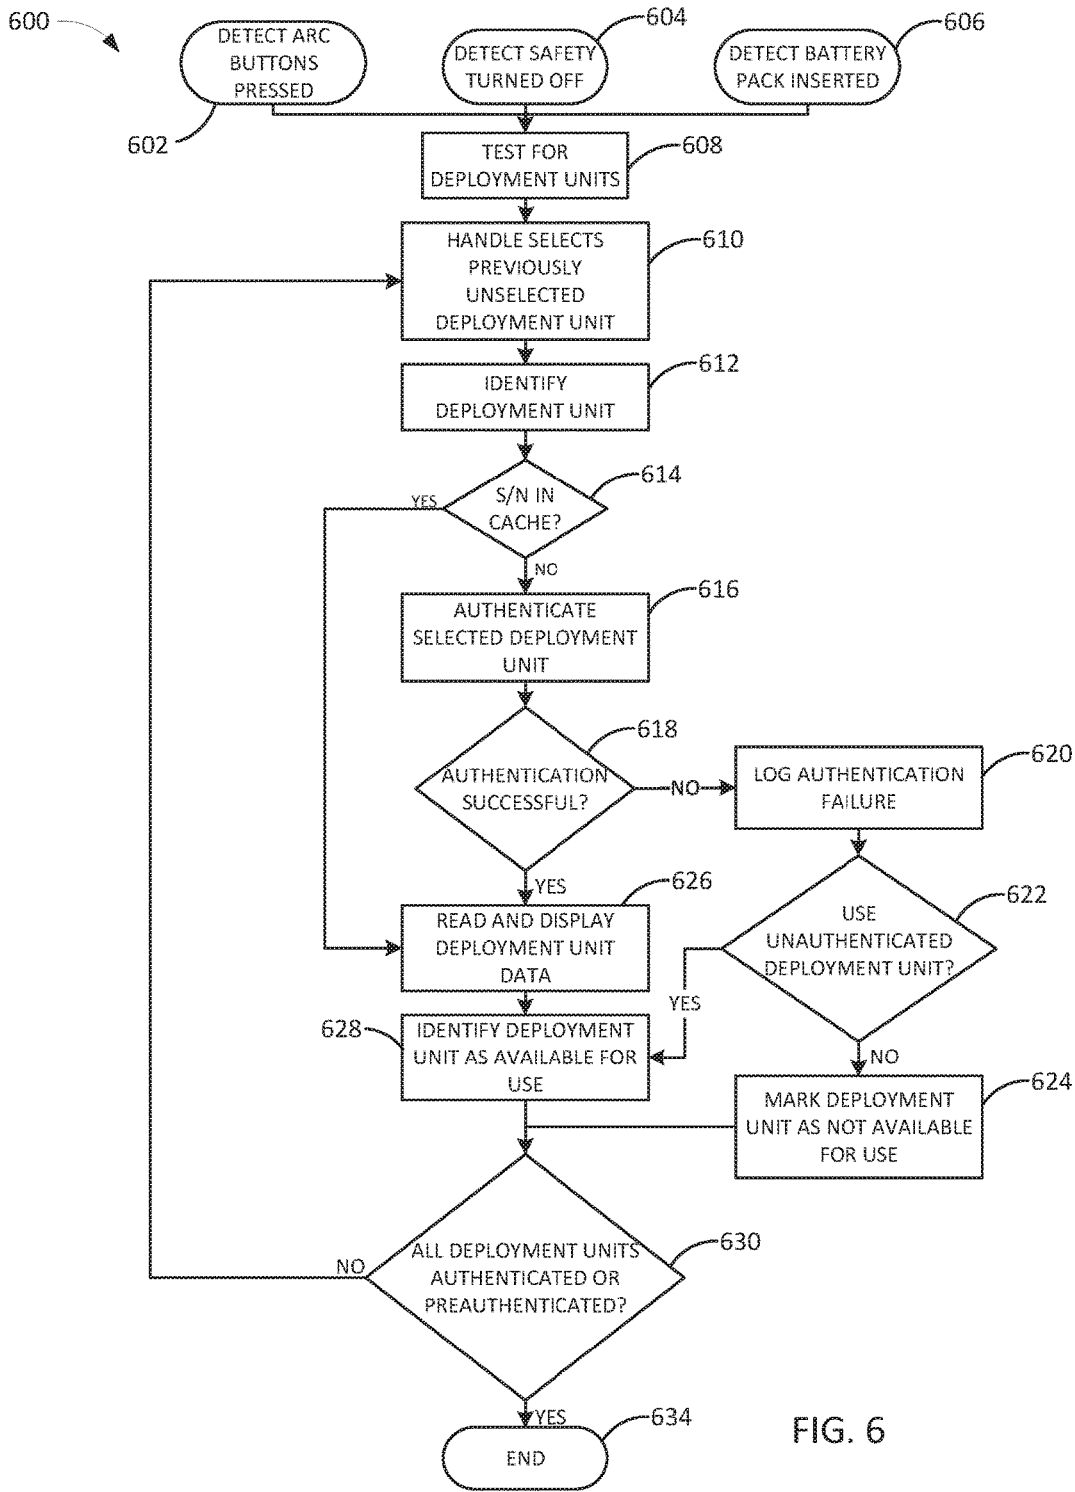 600
DETECT ARC
BUTTONS
PRESSED
602
DETECT SAFETY
TURNED OFF
604
DETECT BATTERY
PACK INSERTED
606
TEST FOR
DEPLOYMENT UNITS
608
HANDLE SELECTS
PREVIOUSLY
UNSELECTED
DEPLOYMENT UNIT
610
IDENTIFY
DEPLOYMENT UNIT
612
S/N IN
CACHE?
614
YES
NO
AUTHENTICATE
SELECTED DEPLOYMENT
UNIT
616
AUTHENTICATION
SUCCESSFUL?
618
NO
YES
LOG AUTHENTICATION
FAILURE
620
USE
UNAUTHENTICATED
DEPLOYMENT UNIT?
622
YES
NO
READ AND DISPLAY
DEPLOYMENT UNIT
DATA
626
IDENTIFY DEPLOYMENT
UNIT AS AVAILABLE FOR
USE
628
MARK DEPLOYMENT
UNIT AS NOT AVAILABLE
FOR USE
624
ALL DEPLOYMENT UNITS
AUTHENTICATED OR
PREAUTHENTICATED?
630
NO
YES
END
634
FIG. 6